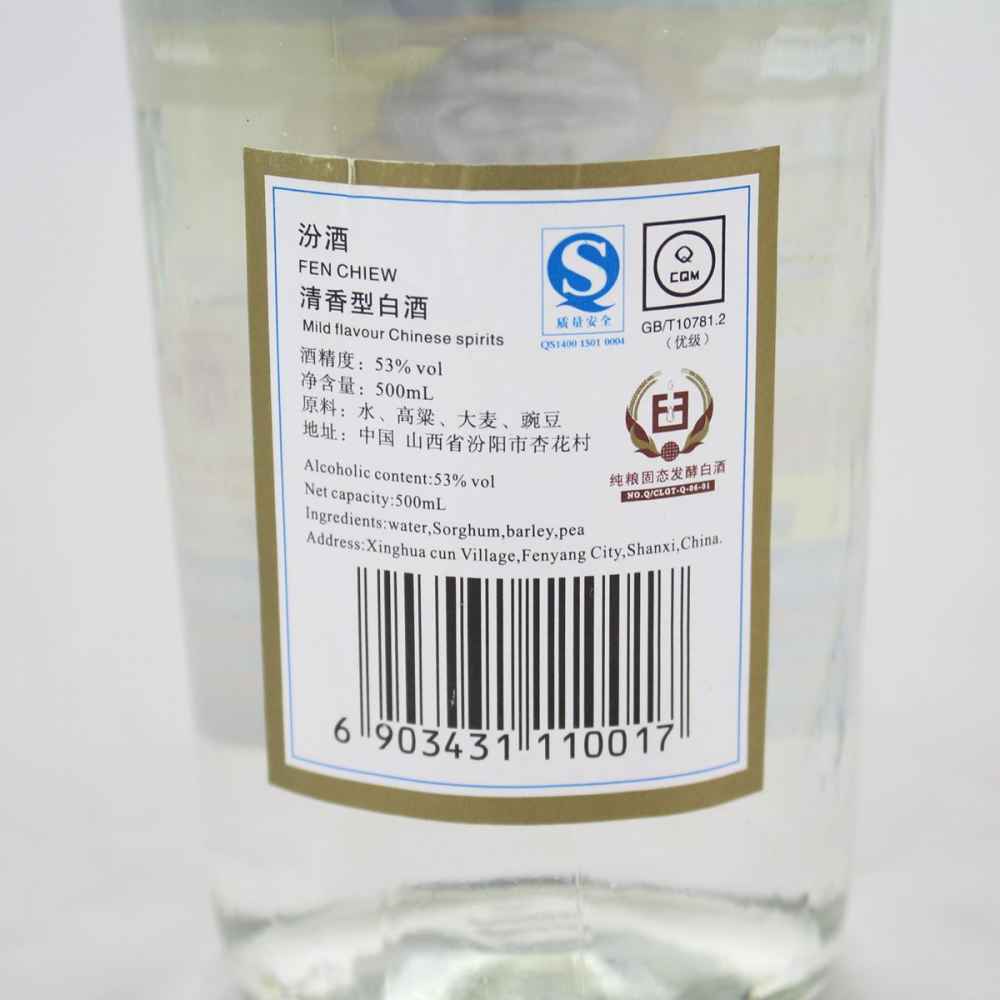 汾酒
FEN CHIEW
清香型白酒
Mild flavour Chinese spirits
酒精度：53% vol
净含量：500mL
原料：水、高粱、大麦、豌豆
地址：中国 山西省汾阳市杏花村
Alcoholic content:53% vol
Net capacity:500mL
Ingredients:water,Sorghum,barley,pea
Address:Xinghua cun Village,Fenyang City,Shanxi,China.
质量安全
QS1400 1501 0004
Q
CQM
GB/T10781.2
（优级）
纯粮固态发酵白酒
NO.Q/CLGT-Q-04-01
6 903431 110017